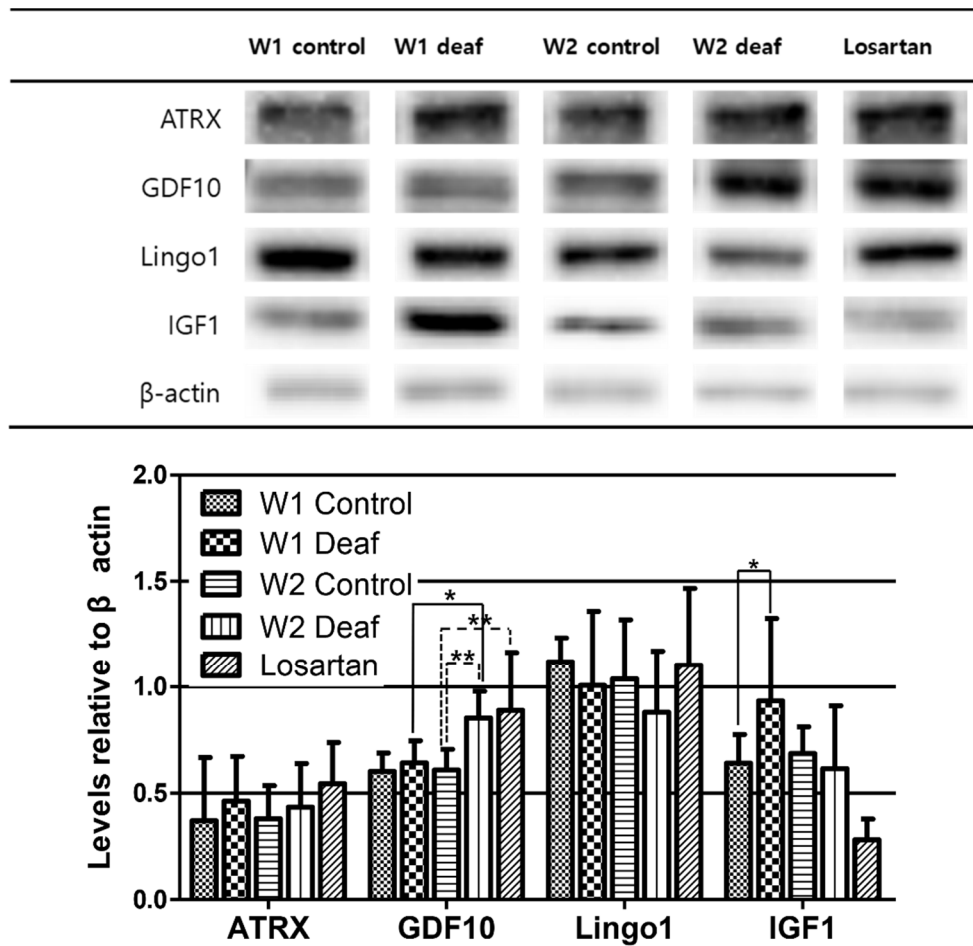 W1 control W1 deaf W2 control W2 deaf Losartan
ATRX
GDF10
Lingo1
IGF1
β-actin
Levels relative to β actin
2.0
1.5
1.0
0.5
0.0
W1 Control
W1 Deaf
W2 Control
W2 Deaf
Losartan
*
**
**
*
ATRX GDF10 Lingo1 IGF1